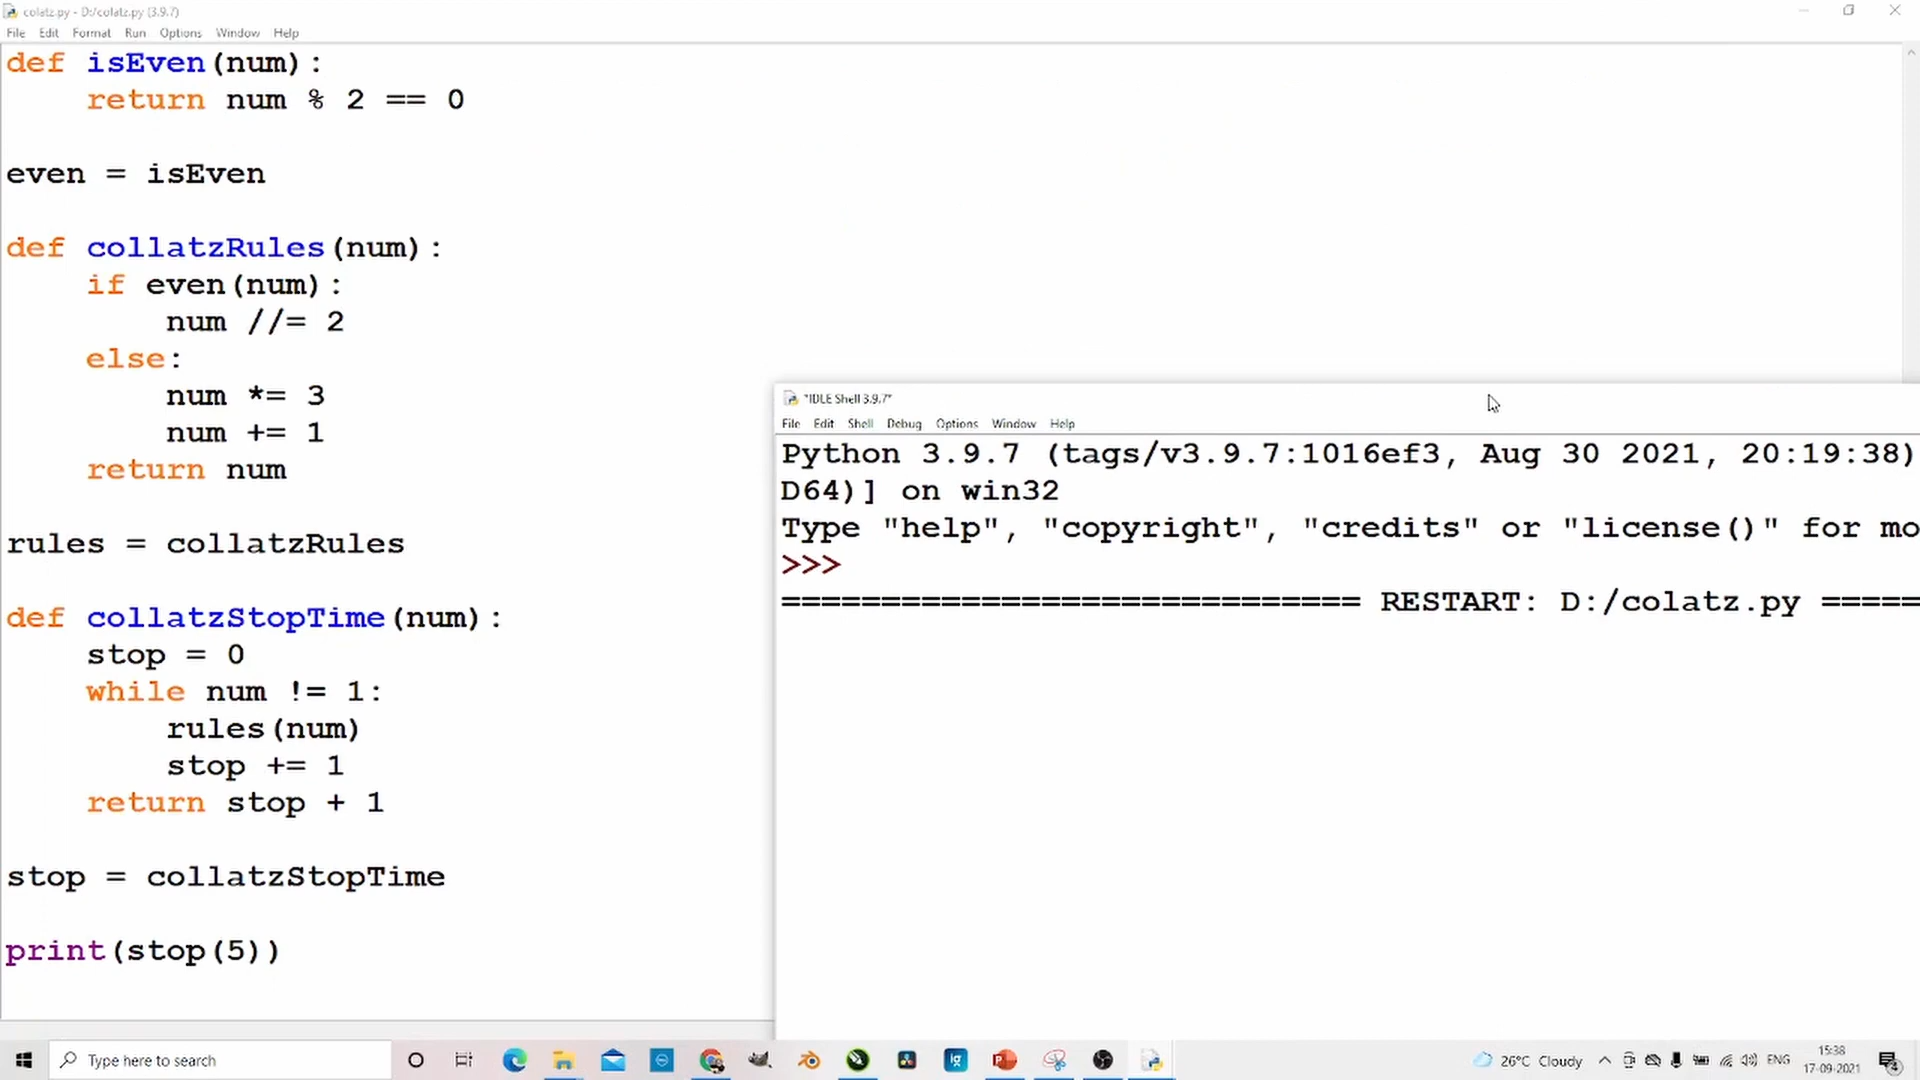 colatz.py - D:/colatz.py (3.9.7)
File Edit Format Run Options Window Help
def isEven(num):
    return num % 2 == 0
even = isEven
def collatzRules(num):
    if even(num):
        num //= 2
    else:
        num *= 3
        num += 1
    return num
rules = collatzRules
def collatzStopTime(num):
    stop = 0
    while num != 1:
        rules(num)
        stop += 1
    return stop + 1
stop = collatzStopTime
print(stop(5))
*IDLE Shell 3.9.7*
File Edit Shell Debug Options Window Help
Python 3.9.7 (tags/v3.9.7:1016ef3, Aug 30 2021, 20:19:38)
D64)] on win32
Type "help", "copyright", "credits" or "license()" for mo
>>>
============================= RESTART: D:/colatz.py =====
Type here to search
26°C Cloudy
ENG
15:38
17-09-2021